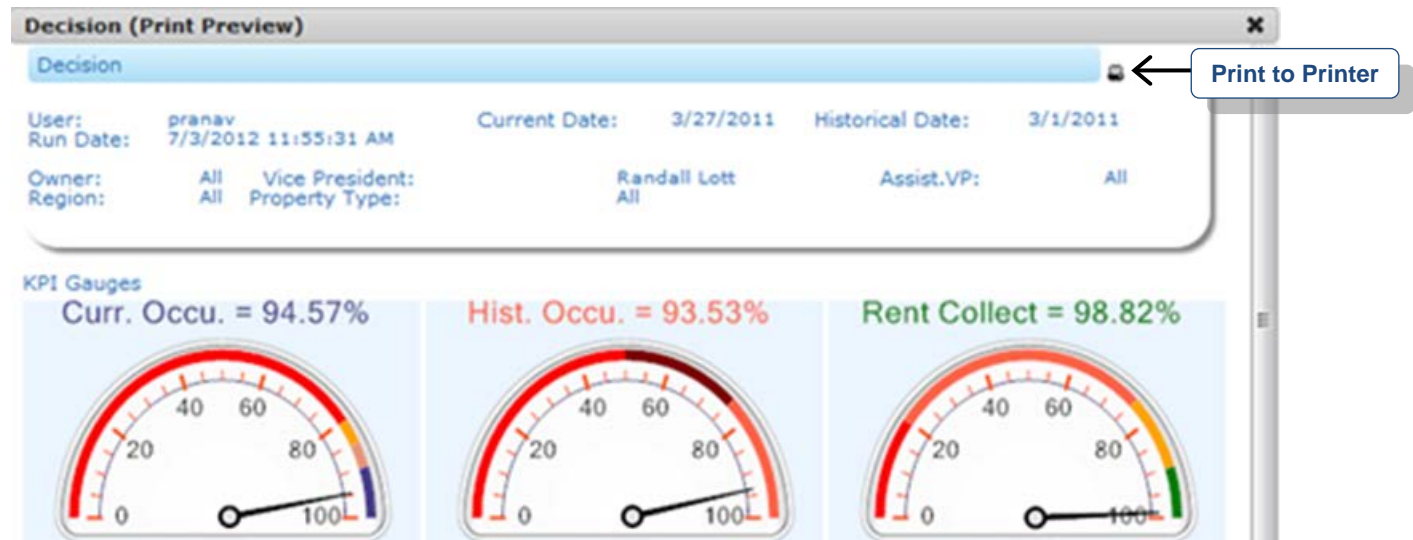 Decision (Print Preview)
Decision
Print to Printer
User: pranav Current Date: 3/27/2011 Historical Date: 3/1/2011
Run Date: 7/3/2012 11:55:31 AM
Owner: All Vice President: Randall Lott Assist.VP: All
Region: All Property Type: All
KPI Gauges
Curr. Occu. = 94.57% Hist. Occu. = 93.53% Rent Collect = 98.82%
40 60 40 60 40 60
20 80 20 80 20 80
0 100 0 100 0 100